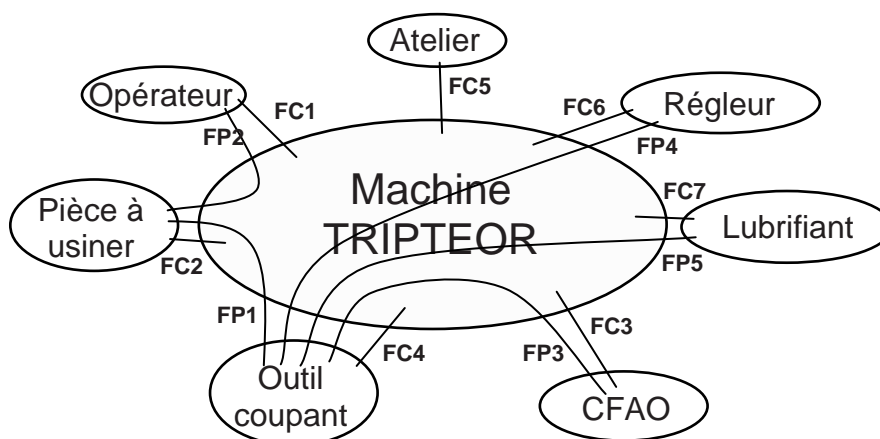 Atelier
Opérateur
FC5
FC1
FC6
Régleur
FP2
FP4
Machine
TRIPTEOR
FC7
Pièce à
usiner
Lubrifiant
FC2
FP5
FP1
FC3
FC4
FP3
Outil
coupant
CFAO